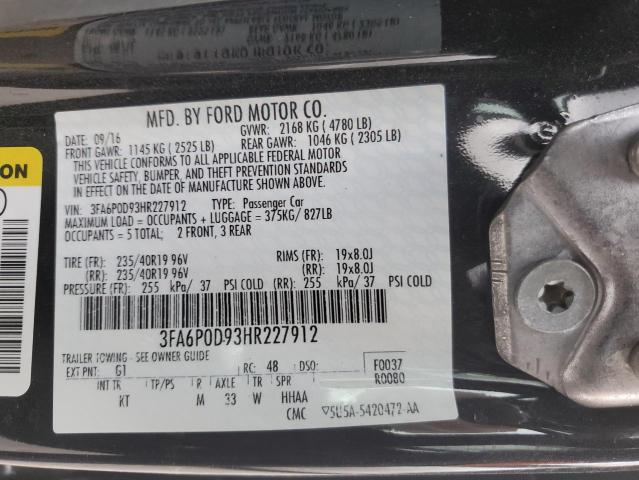 MFD. BY FORD MOTOR CO.
DATE: 09/16 GVWR: 2168 KG ( 4780 LB)
FRONT GAWR: 1145 KG ( 2525 LB) REAR GAWR: 1046 KG ( 2305 LB)
THIS VEHICLE CONFORMS TO ALL APPLICABLE FEDERAL MOTOR
VEHICLE SAFETY, BUMPER, AND THEFT PREVENTION STANDARDS
IN EFFECT ON THE DATE OF MANUFACTURE SHOWN ABOVE.
VIN: 3FA6P0D93HR227912 TYPE: Passenger Car
MAXIMUM LOAD = OCCUPANTS + LUGGAGE = 375KG/ 827LB
OCCUPANTS = 5 TOTAL; 2 FRONT, 3 REAR
TIRE (FR): 235/40R19 96V RIMS (FR): 19x8.0J
(RR): 235/40R19 96V (RR): 19x8.0J
PRESSURE (FR): 255 kPa/ 37 PSI COLD (RR): 255 kPa/ 37 PSI COLD
3FA6P0D93HR227912
TRAILER TOWING - SEE OWNER GUIDE
EXT PNT: G1 RC: 48 DSO: F0037
R0080
INT TR TP/PS R AXLE TR SPR
KT M 33 W HHAA
CMC 5U5A-5420472-AA